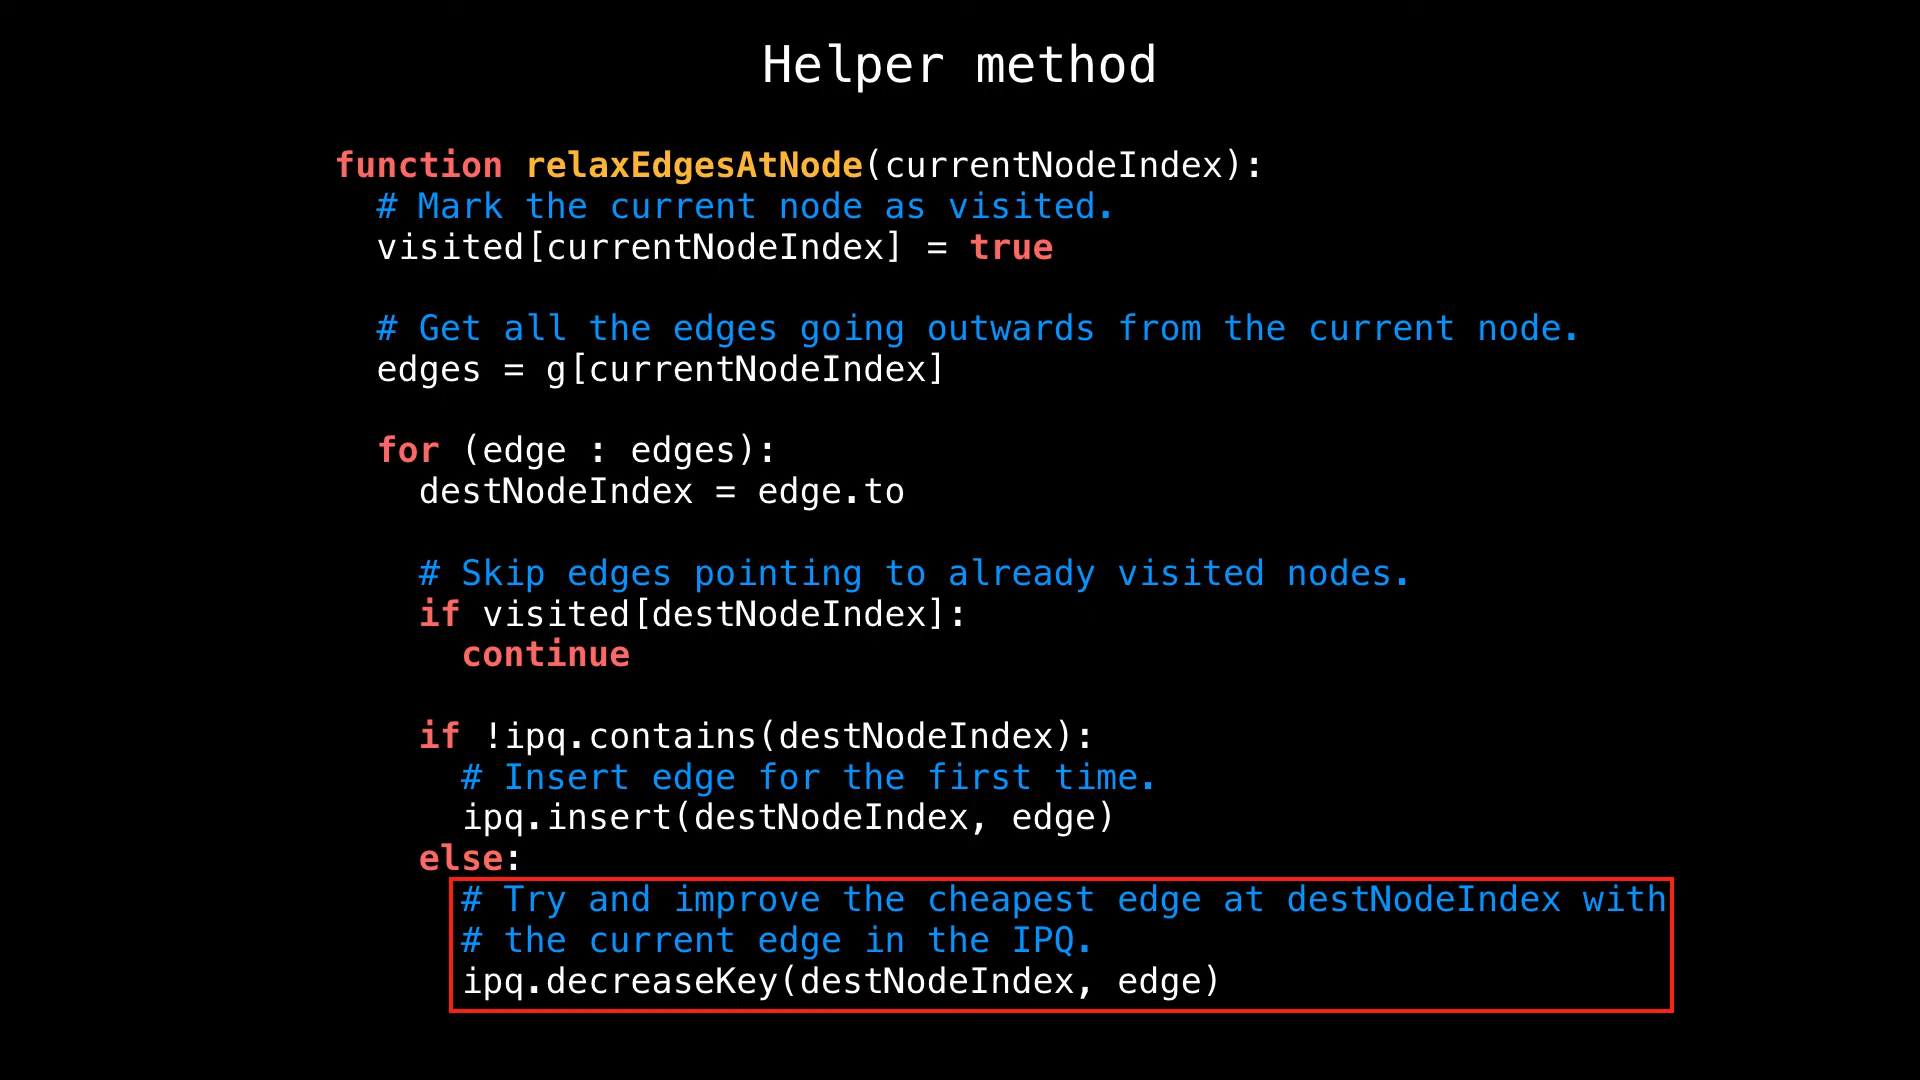 Helper method
function relaxEdgesAtNode(currentNodeIndex):
# Mark the current node as visited.
visited[currentNodeIndex] = true
# Get all the edges going outwards from the current node.
edges = g[currentNodeIndex]
for (edge : edges):
destNodeIndex = edge.to
# Skip edges pointing to already visited nodes.
if visited[destNodeIndex]:
continue
if !ipq.contains(destNodeIndex):
# Insert edge for the first time.
ipq.insert(destNodeIndex, edge)
else:
# Try and improve the cheapest edge at destNodeIndex with
# the current edge in the IPQ.
ipq.decreaseKey(destNodeIndex, edge)